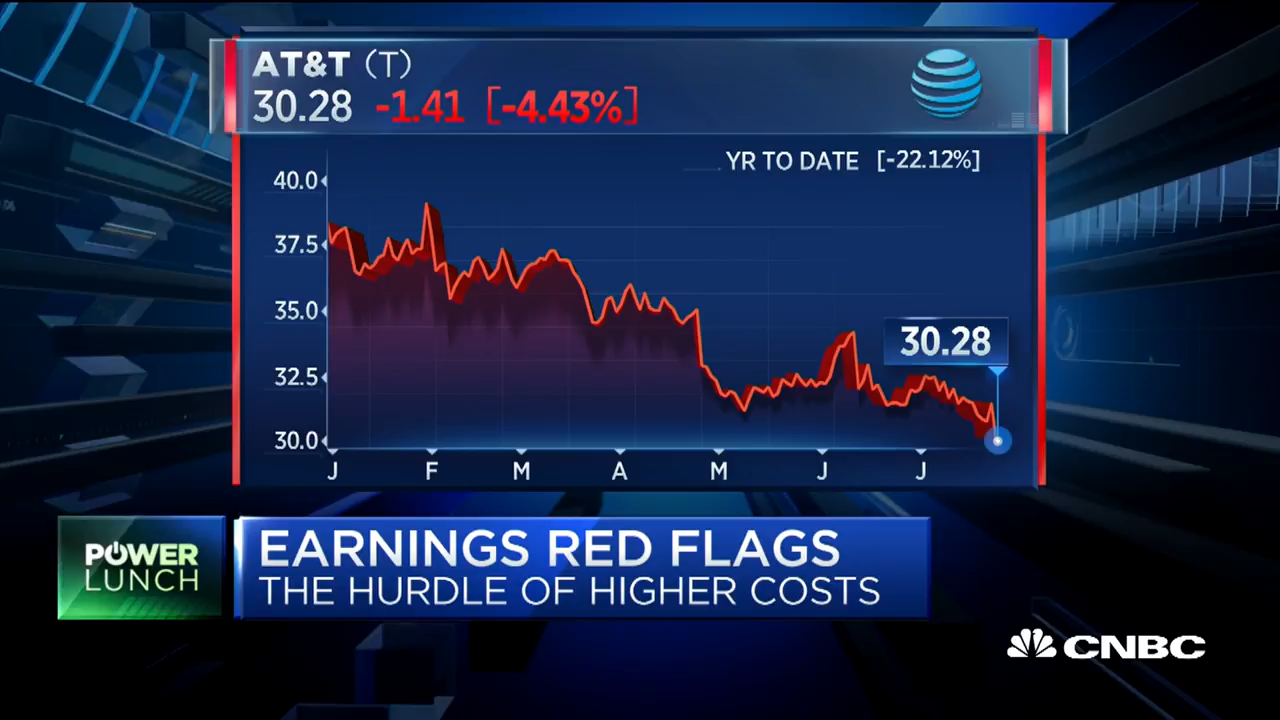 AT&T (T)
30.28 -1.41 [-4.43%]
YR TO DATE [-22.12%]
40.0
37.5
35.0
32.5
30.0
30.28
J F M A M J J
POWER
LUNCH
EARNINGS RED FLAGS
THE HURDLE OF HIGHER COSTS
CNBC